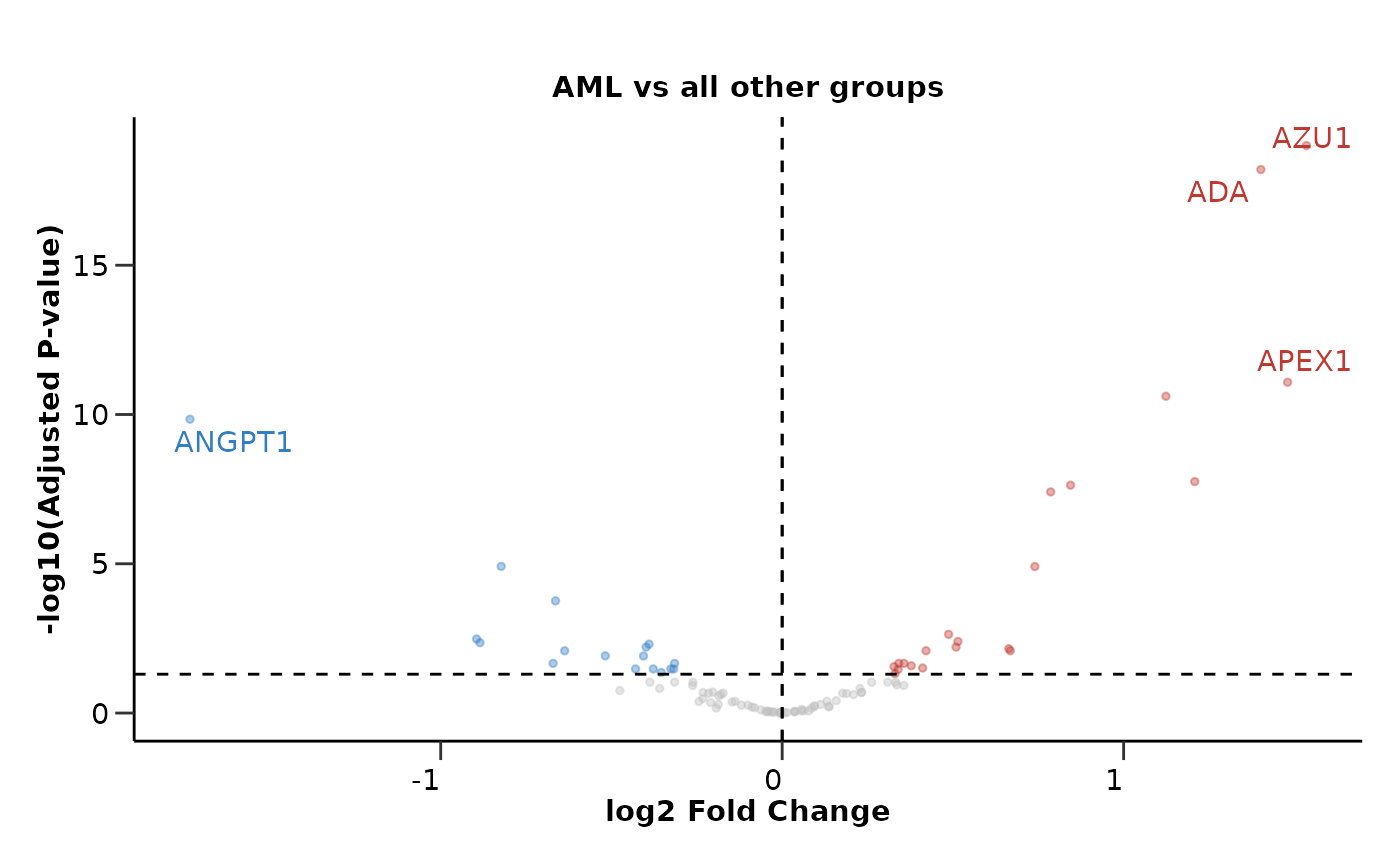 AML vs all other groups
AZU1
ADA
APEX1
ANGPT1
-log10(Adjusted P-value)
15
10
5
0
-1
0
1
log2 Fold Change